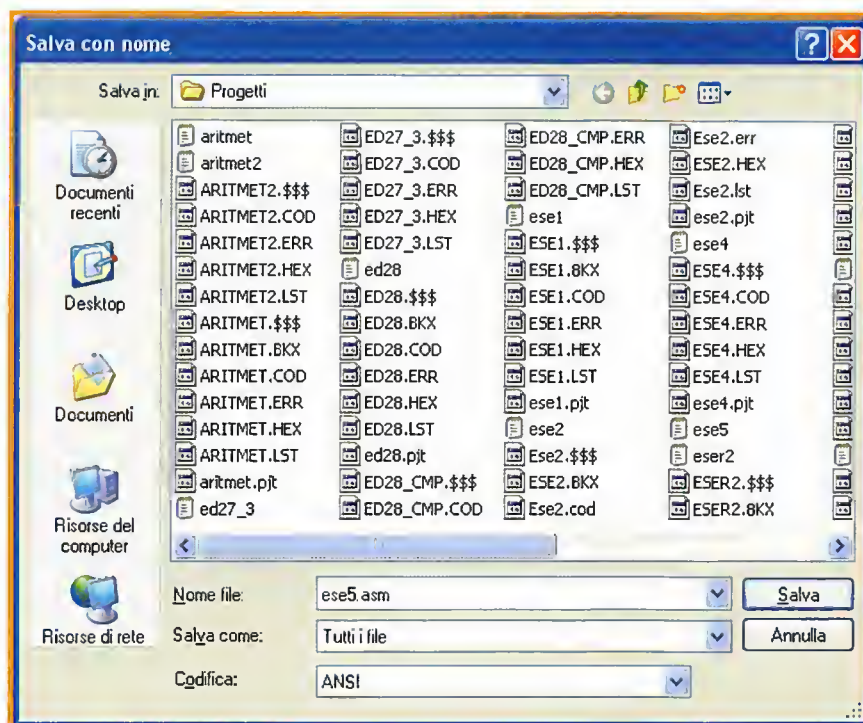 Salva con nome
Salva in:
Progetti
Documenti recenti
Desktop
Documenti
Risorse del computer
Risorse di rete
aritmet
aritmet2
ARITMET2.$$$
ARITMET2.COD
ARITMET2.ERR
ARITMET2.HEX
ARITMET2.LST
ARITMET.$$$
ARITMET.BKX
ARITMET.COD
ARITMET.ERR
ARITMET.HEX
ARITMET.LST
aritmet.pjt
ed27_3
ED27_3.$$$
ED27_3.COD
ED27_3.ERR
ED27_3.HEX
ED27_3.LST
ed28
ED28.$$$
ED28.BKX
ED28.COD
ED28.ERR
ED28.HEX
ED28.LST
ed28.pjt
ED28_CMP.$$$
ED28_CMP.COD
ED28_CMP.ERR
ED28_CMP.HEX
ED28_CMP.LST
ese1
ESE1.$$$
ESE1.BKX
ESE1.COD
ESE1.ERR
ESE1.HEX
ESE1.LST
ese1.pjt
ese2
Ese2.$$$
ESE2.BKX
Ese2.cod
Ese2.err
ESE2.HEX
Ese2.lst
ese2.pjt
ese4
ESE4.$$$
ESE4.COD
ESE4.ERR
ESE4.HEX
ESE4.LST
ese4.pjt
ese5
eser2
ESER2.$$$
ESER2.BKX
Nome file:
ese5.asm
Salva
Salva come:
Tutti i file
Annulla
Codifica:
ANSI